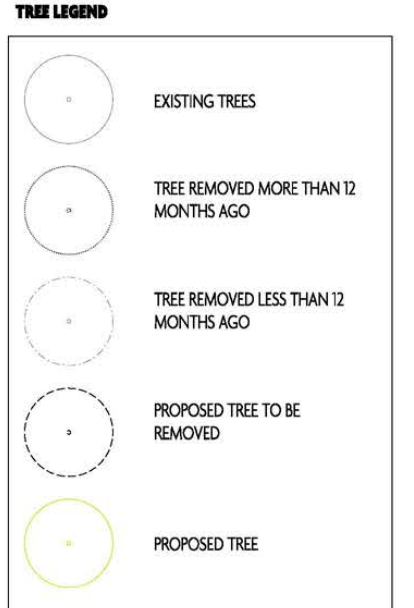 TREE LEGEND
EXISTING TREES
TREE REMOVED MORE THAN 12
MONTHS AGO
TREE REMOVED LESS THAN 12
MONTHS AGO
PROPOSED TREE TO BE
REMOVED
PROPOSED TREE